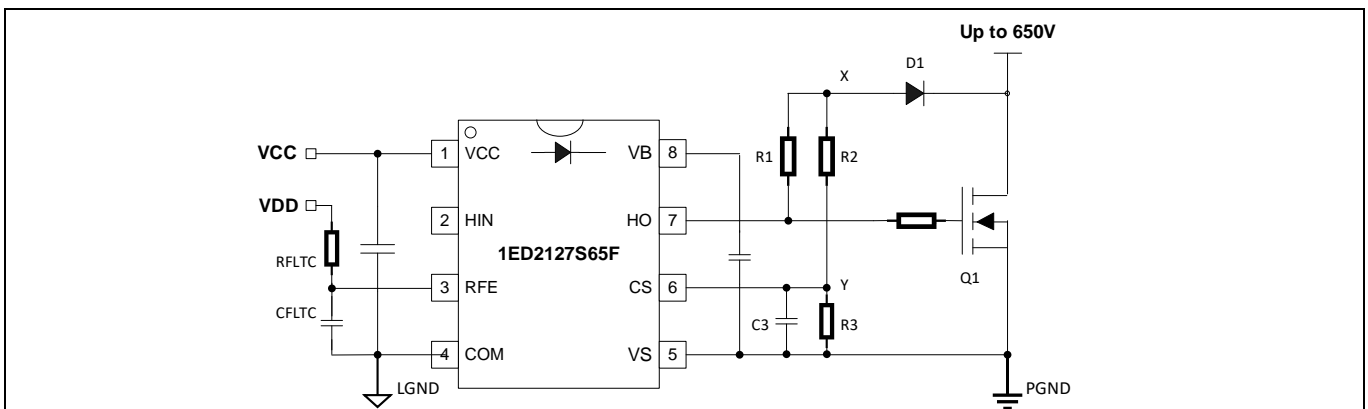 Up to 650V
D1
X
VCC
1 VCC
VB 8
R1
R2
VDD
2 HIN
HO 7
1ED2127S65F
RFLTC
Q1
3 RFE
CS 6
Y
CFLTC
C3
R3
4 COM
VS 5
LGND
PGND